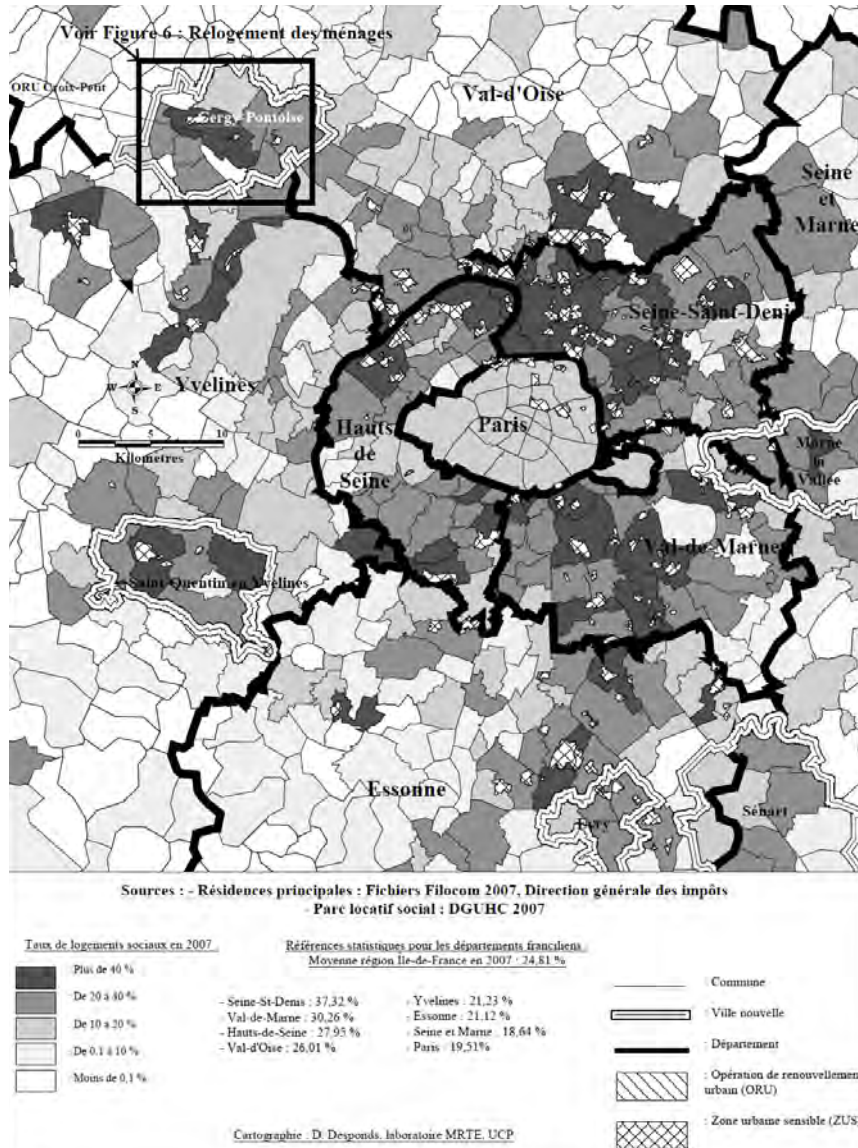 Voir Figure 6 : Relogement des ménages
ORU Croix-Petit
Cergy-Pontoise
Val-d'Oise
Seine
et
Marne
Seine-Saint-Deni
N
W E
S
Yvelines
0 5 10
Kilometres
Hauts
de
Seine
Paris
Marne
la
Vallée
Val-de-Marne
Saint-Quentin en Yvelines
Essonne
Evry
Sénart
Sources : - Résidences principales : Fichiers Filocom 2007, Direction générale des impôts
- Parc locatif social : DGUHC 2007
Taux de logements sociaux en 2007
Plus de 40 %
De 20 à 40 %
De 10 à 20 %
De 0.1 à 10 %
Moins de 0,1 %
Références statistiques pour les départements franciliens
Moyenne région Ile-de-France en 2007 : 24,81 %
- Seine-St-Denis : 37,32 %
- Val-de-Marne : 30,26 %
- Hauts-de-Seine : 27,95 %
- Val-d'Oise : 26,01 %
- Yvelines : 21,23 %
- Essonne : 21,12 %
- Seine et Marne : 18,64 %
- Paris : 19,51%
: Commune
: Ville nouvelle
: Département
: Opération de renouvellemen
urbain (ORU)
: Zone urbaine sensible (ZUS
Cartographie : D. Desponds, laboratoire MRTE, UCP